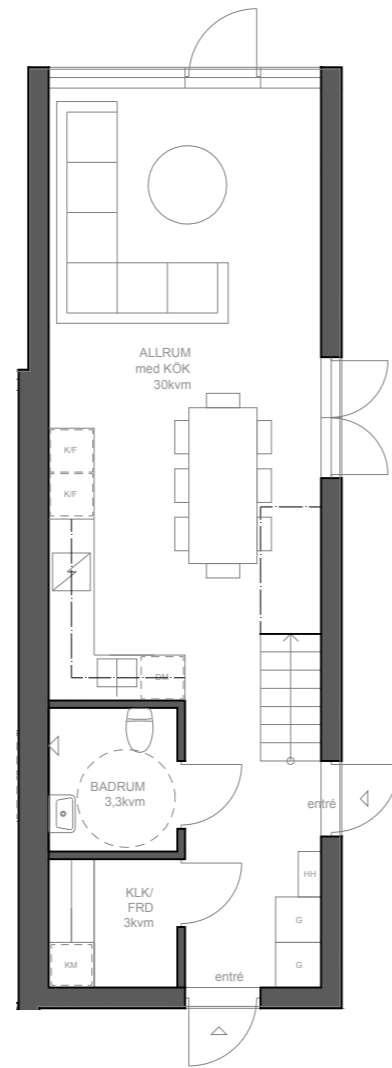 ALLRUM
med KÖK
30kvm
K/F
K/F
DM
BADRUM
3,3kvm
entré
HH
KLK/
FRD
3kvm
G
G
KM
entré